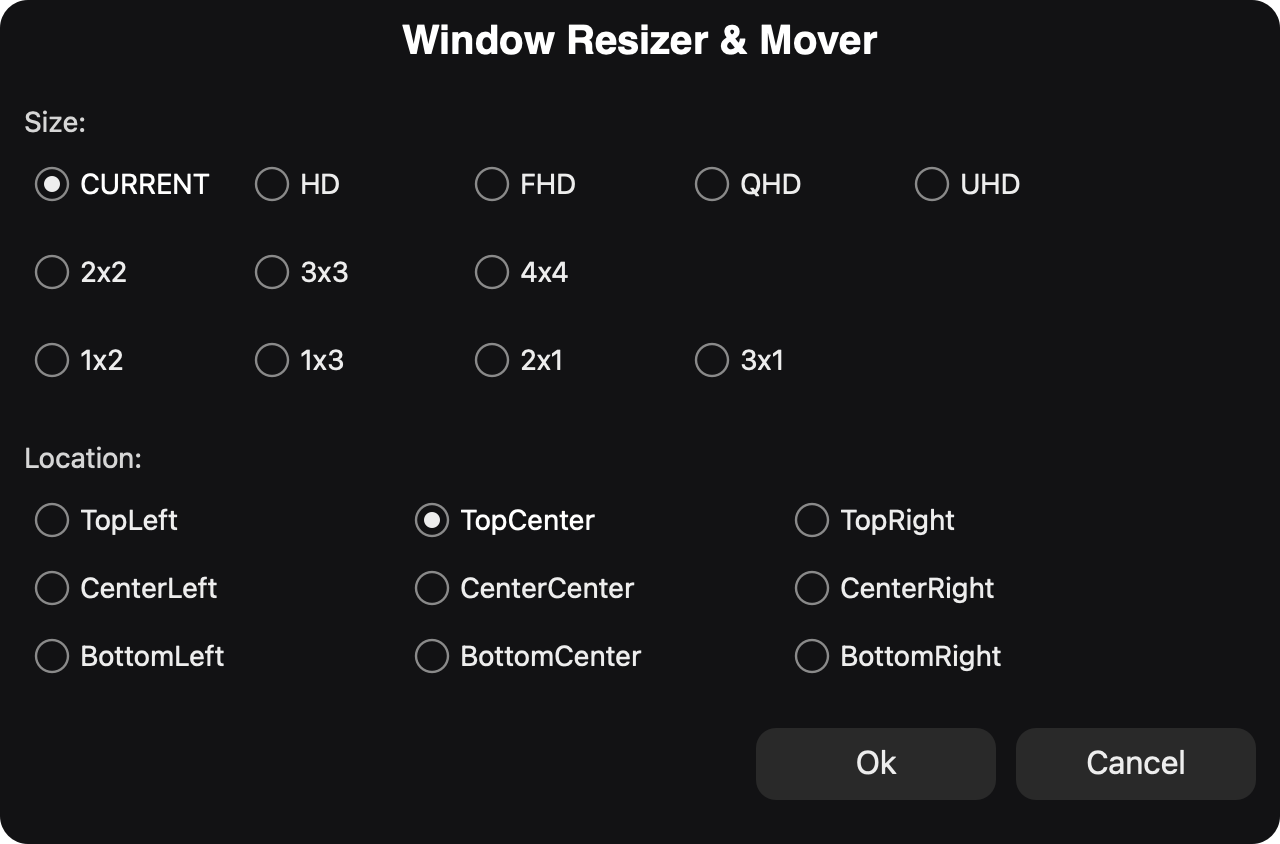 Window Resizer & Mover
Size:
CURRENT HD FHD QHD UHD
2x2 3x3 4x4
1x2 1x3 2x1 3x1
Location:
TopLeft TopCenter TopRight
CenterLeft CenterCenter CenterRight
BottomLeft BottomCenter BottomRight
Ok Cancel